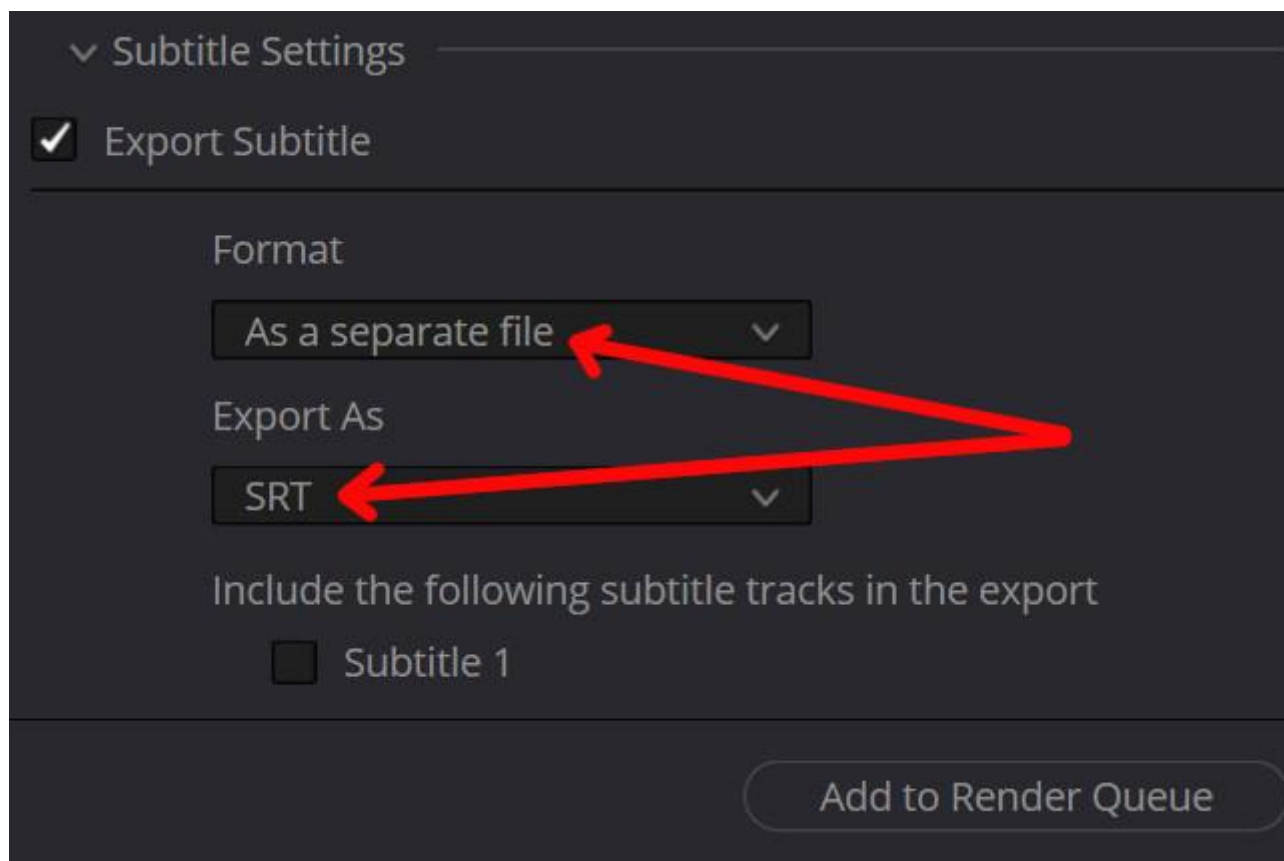 Subtitle Settings
Export Subtitle
Format
As a separate file
Export As
SRT
Include the following subtitle tracks in the export
Subtitle 1
Add to Render Queue